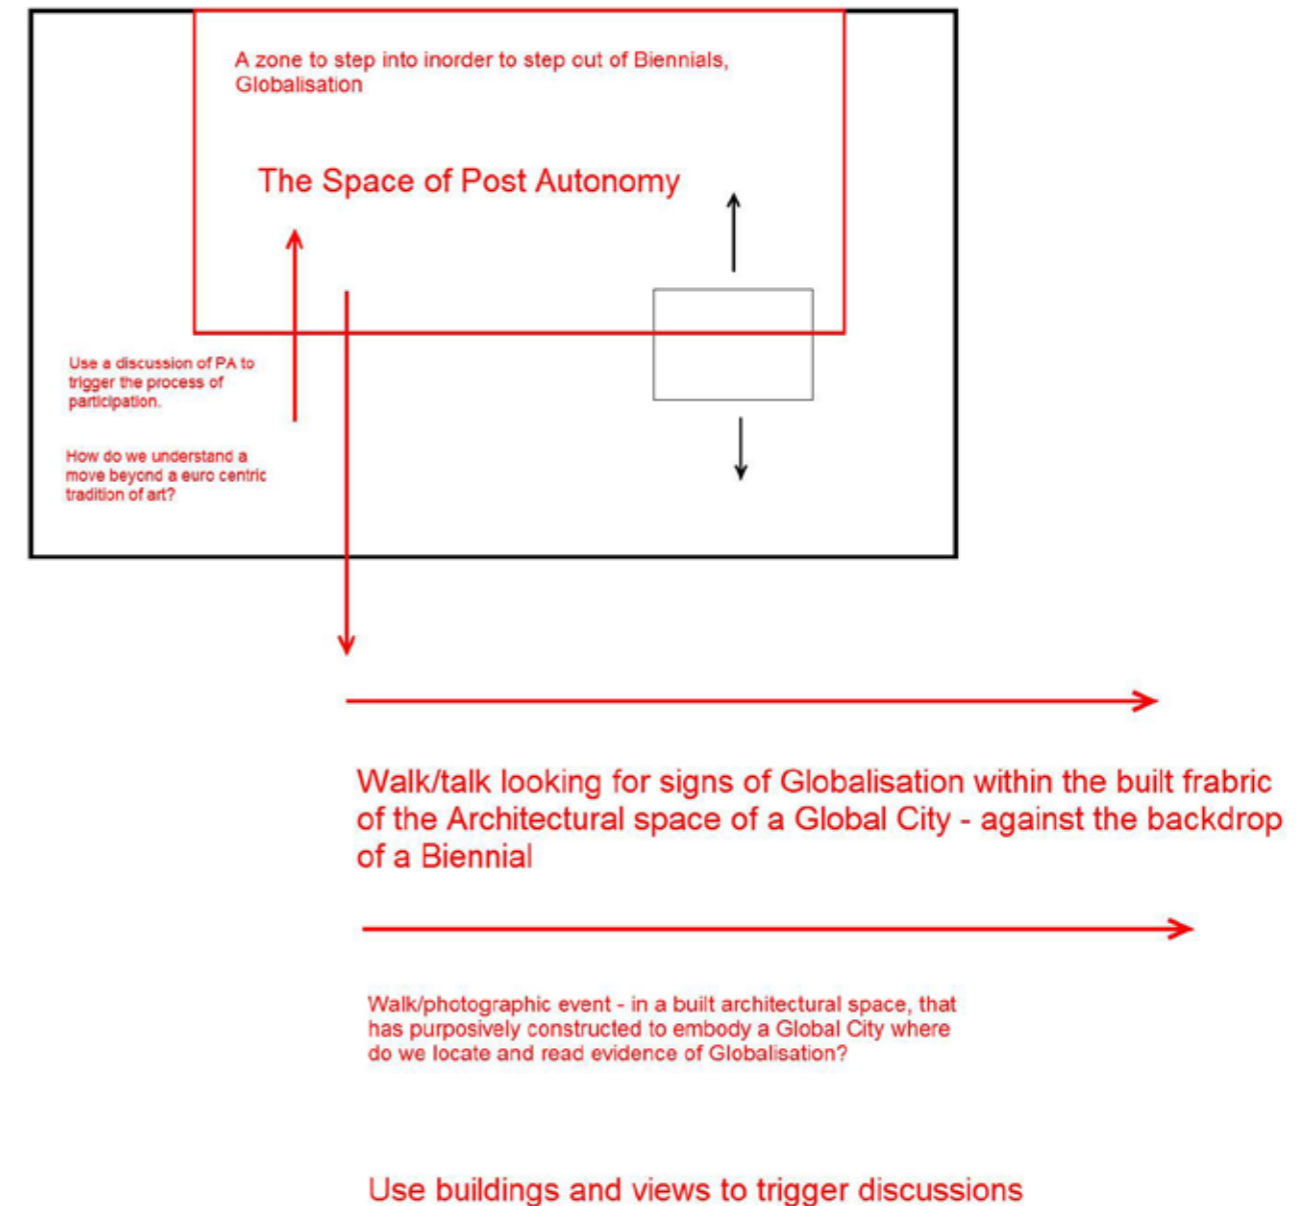 A zone to step into inorder to step out of Biennials,
Globalisation
The Space of Post Autonomy
Use a discussion of PA to
trigger the process of
participation.
How do we understand a
move beyond a euro centric
tradition of art?
Walk/talk looking for signs of Globalisation within the built frabric
of the Architectural space of a Global City - against the backdrop
of a Biennial
Walk/photographic event - in a built architectural space, that
has purposively constructed to embody a Global City where
do we locate and read evidence of Globalisation?
Use buildings and views to trigger discussions